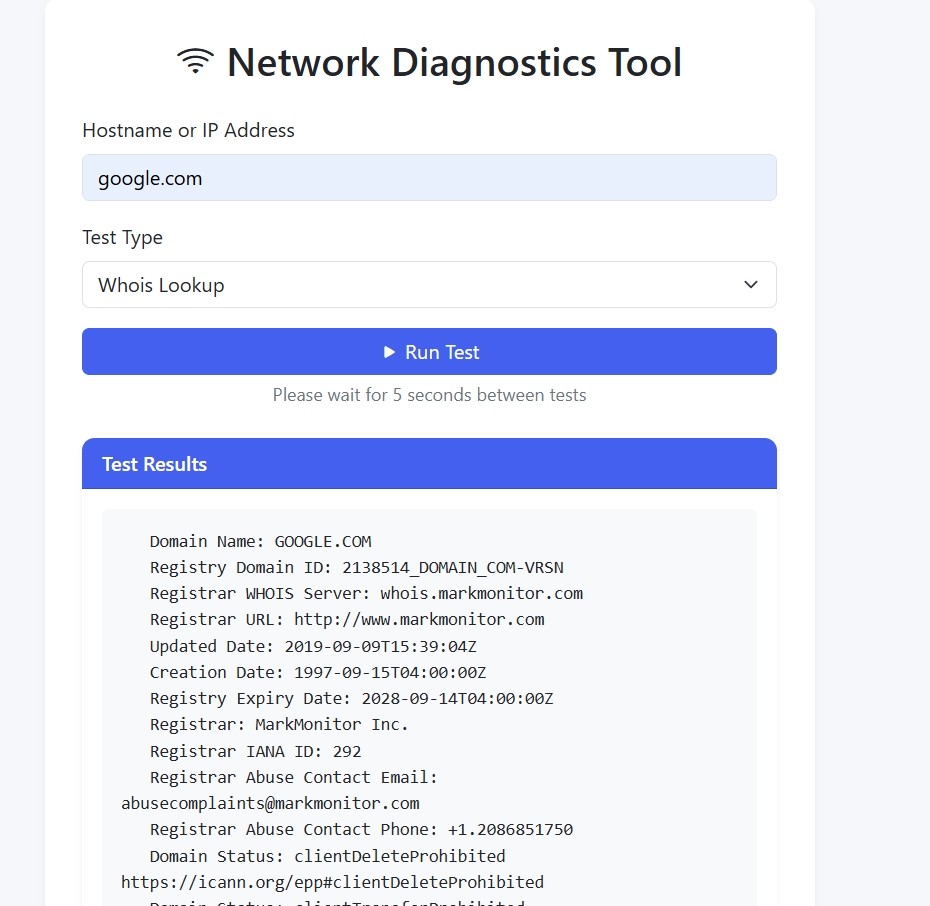 Network Diagnostics Tool
Hostname or IP Address
google.com
Test Type
Whois Lookup
Run Test
Please wait for 5 seconds between tests
Test Results
Domain Name: GOOGLE.COM
Registry Domain ID: 2138514_DOMAIN_COM-VRSN
Registrar WHOIS Server: whois.markmonitor.com
Registrar URL: http://www.markmonitor.com
Updated Date: 2019-09-09T15:39:04Z
Creation Date: 1997-09-15T04:00:00Z
Registry Expiry Date: 2028-09-14T04:00:00Z
Registrar: MarkMonitor Inc.
Registrar IANA ID: 292
Registrar Abuse Contact Email:
abusecomplaints@markmonitor.com
Registrar Abuse Contact Phone: +1.2086851750
Domain Status: clientDeleteProhibited
https://icann.org/epp#clientDeleteProhibited
Domain Status: clientTransferProhibited